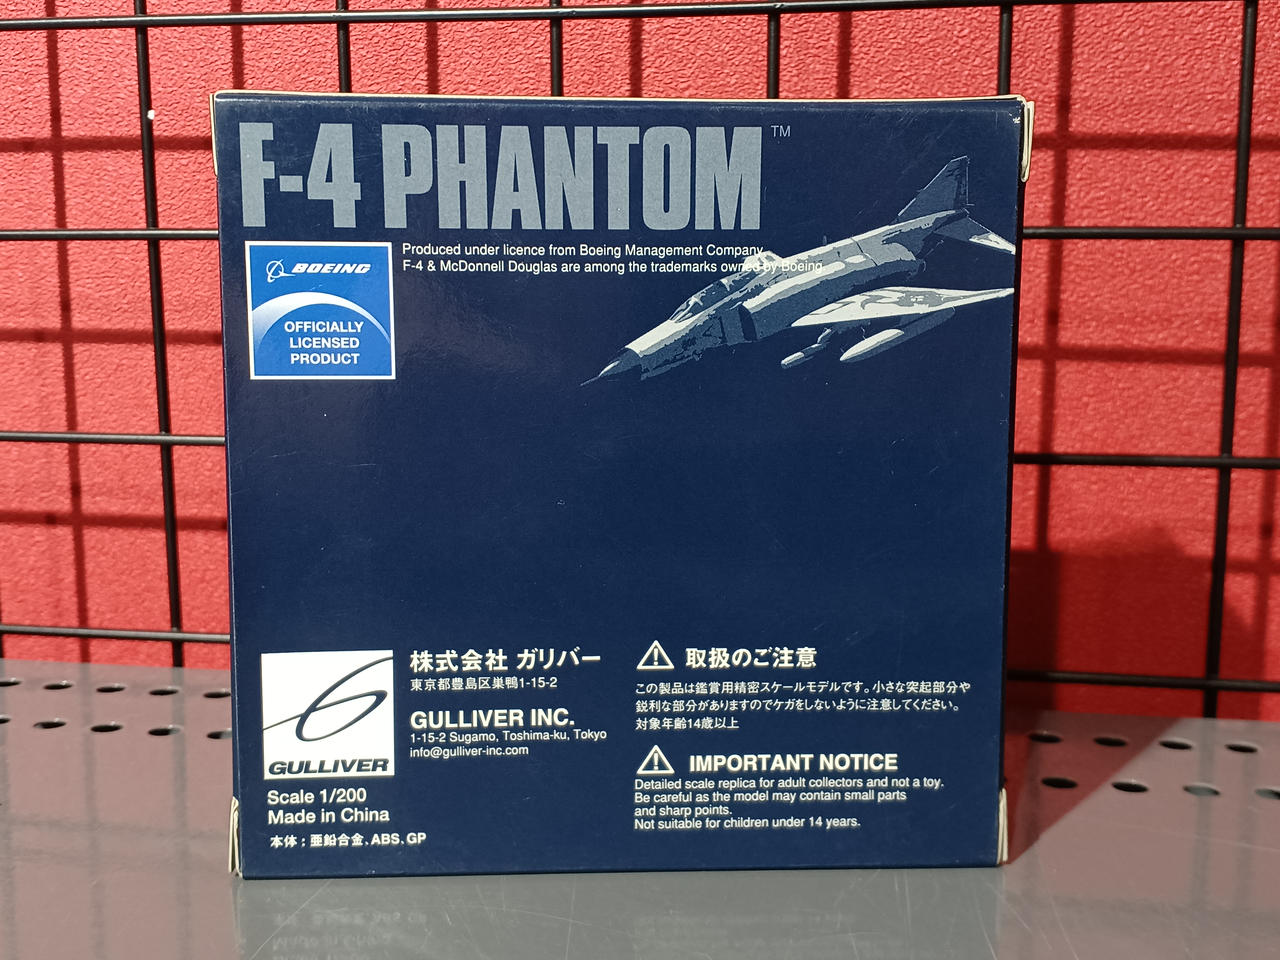 F-4 PHANTOM™
BOEING
OFFICIALLY
LICENSED
PRODUCT
Produced under licence from Boeing Management Company.
F-4 & McDonnell Douglas are among the trademarks owned by Boeing.
GULLIVER
Scale 1/200
Made in China
本体：亜鉛合金、ABS、GP
株式会社 ガリバー
東京都豊島区巣鴨1-15-2
GULLIVER INC.
1-15-2 Sugamo, Toshima-ku, Tokyo
info@gulliver-inc.com
取扱のご注意
この製品は鑑賞用精密スケールモデルです。小さな突起部分や
鋭利な部分がありますのでケガをしないように注意してください。
対象年齢14歳以上
IMPORTANT NOTICE
Detailed scale replica for adult collectors and not a toy.
Be careful as the model may contain small parts
and sharp points.
Not suitable for children under 14 years.